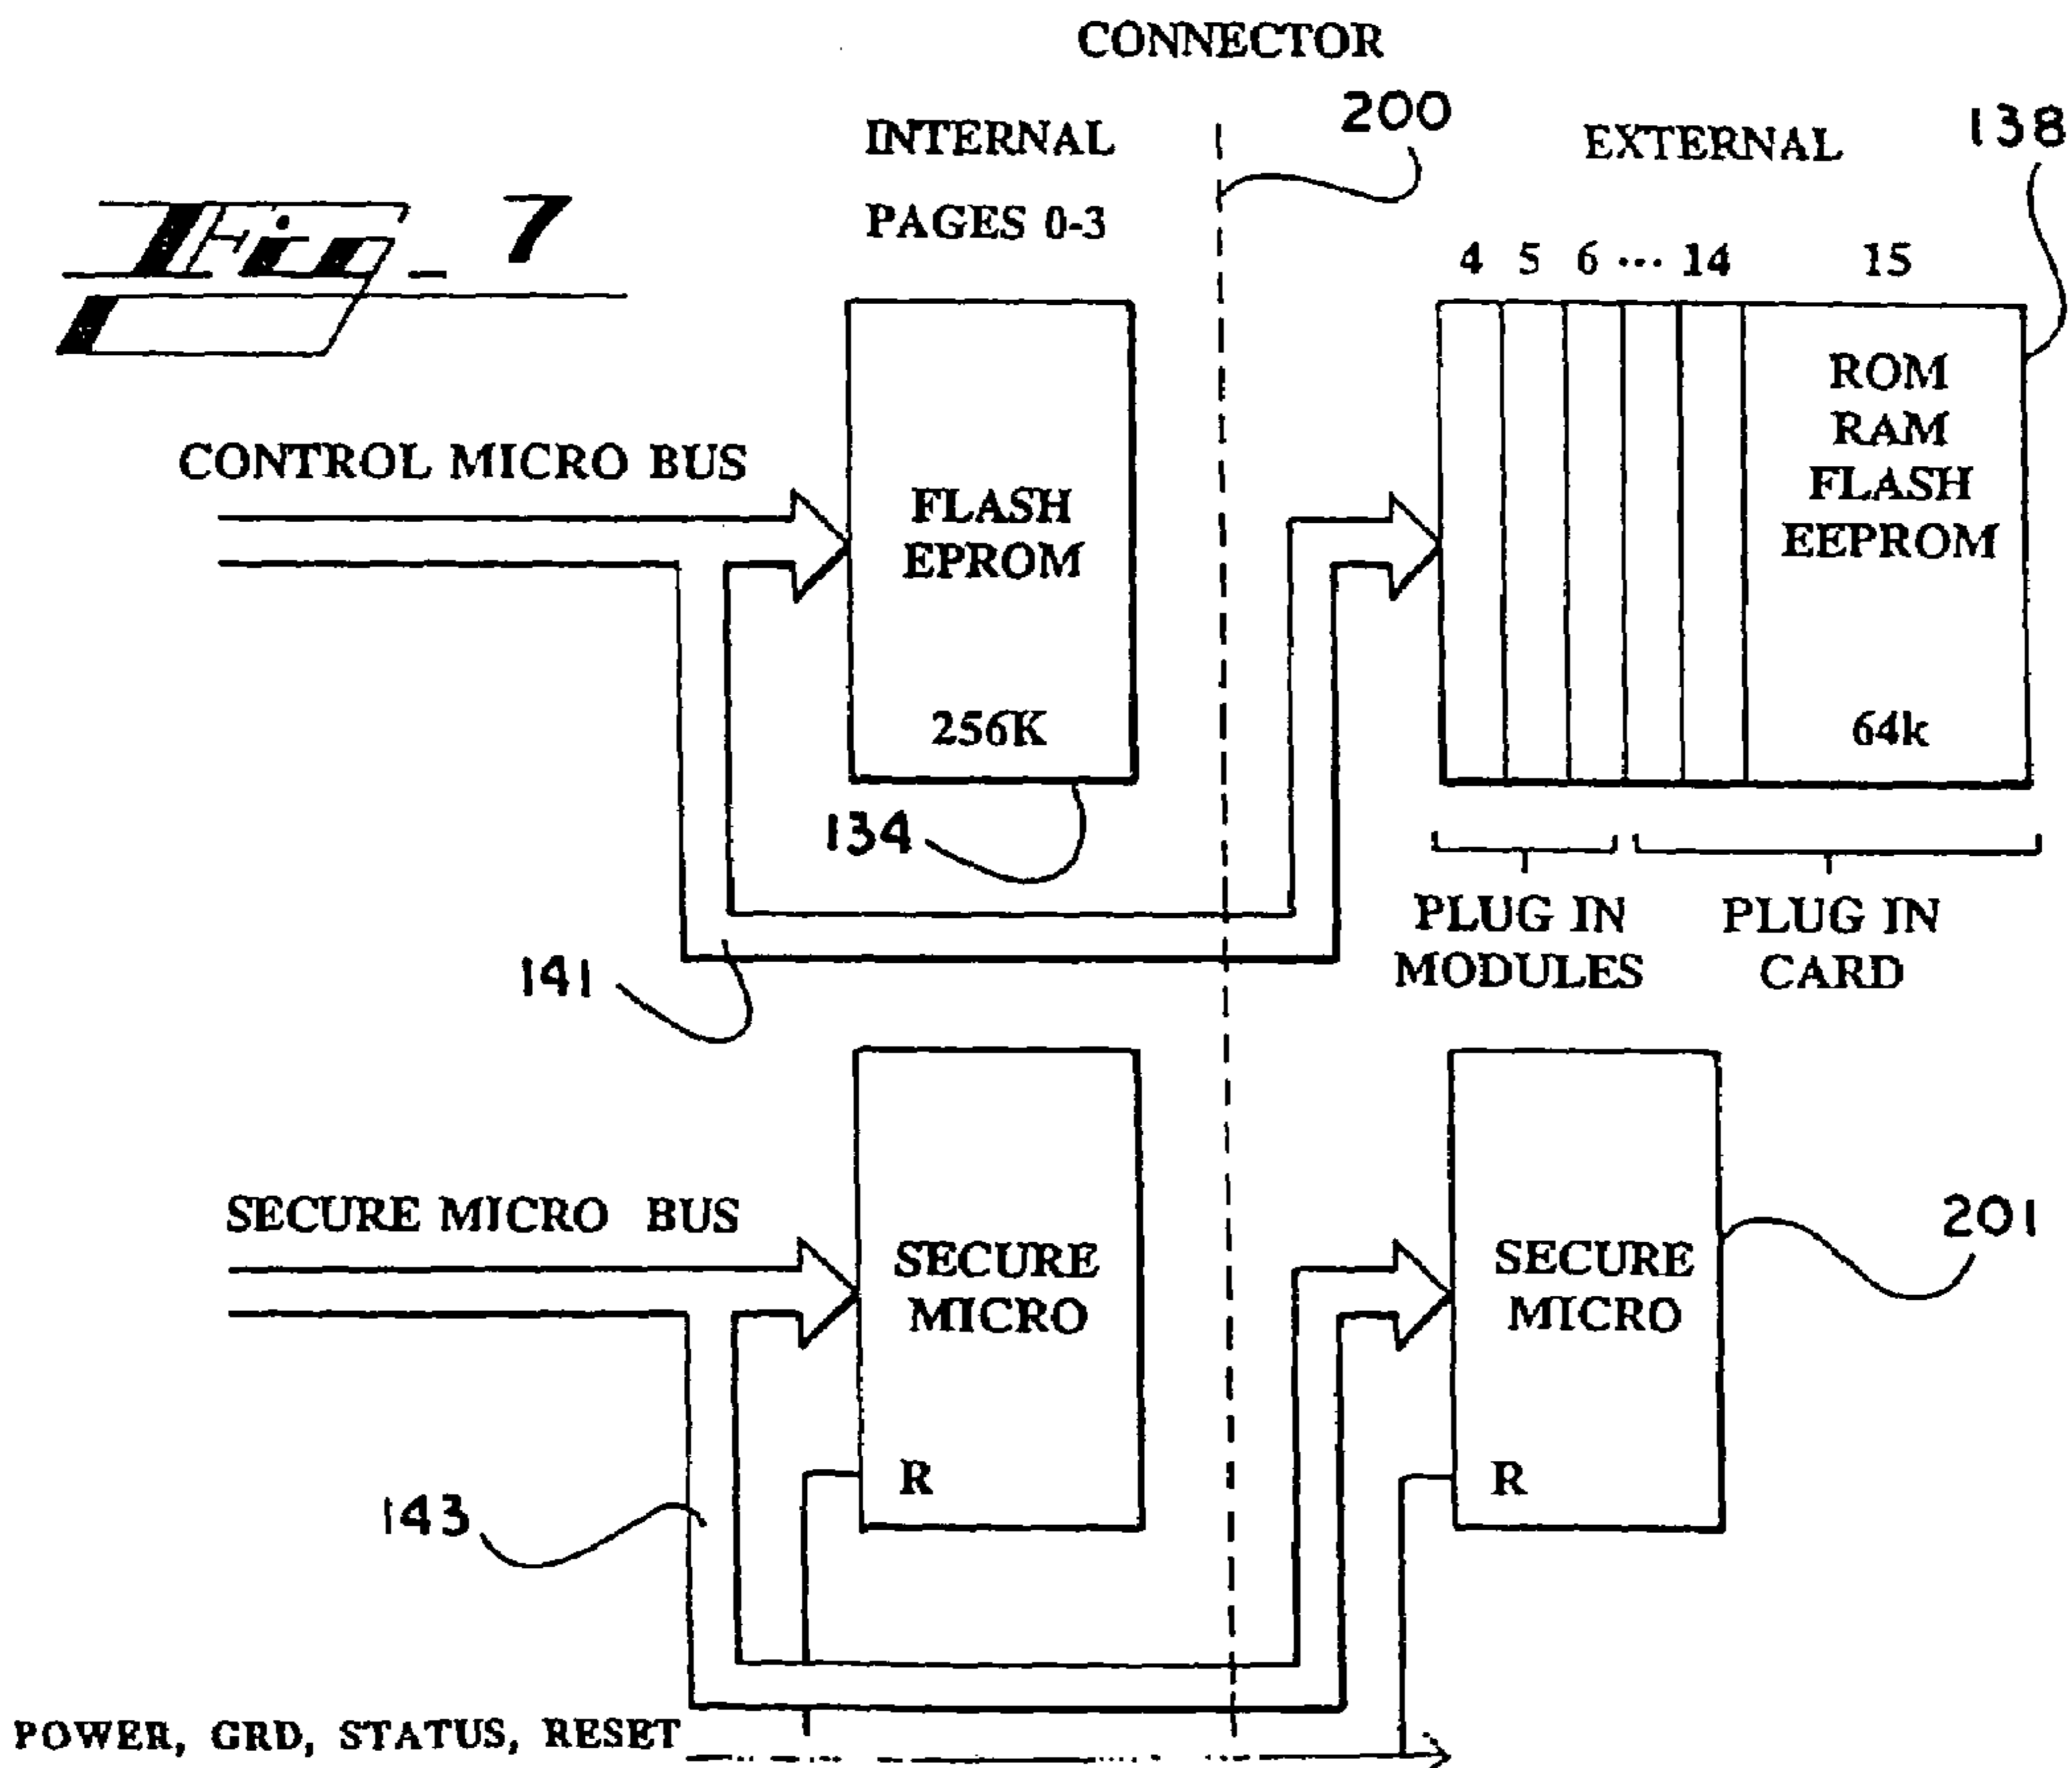 CONNECTOR
200
INTERNAL
PAGES 0-3
EXTERNAL
138
Fig_ 7
4 5 6 ... 14 15
ROM
RAM
FLASH
EEPROM
64k
CONTROL MICRO BUS
FLASH
EPROM
256K
134
PLUG IN
MODULES
PLUG IN
CARD
141
SECURE MICRO BUS
SECURE
MICRO
R
SECURE
MICRO
R
201
143
POWER, GRD, STATUS, RESET